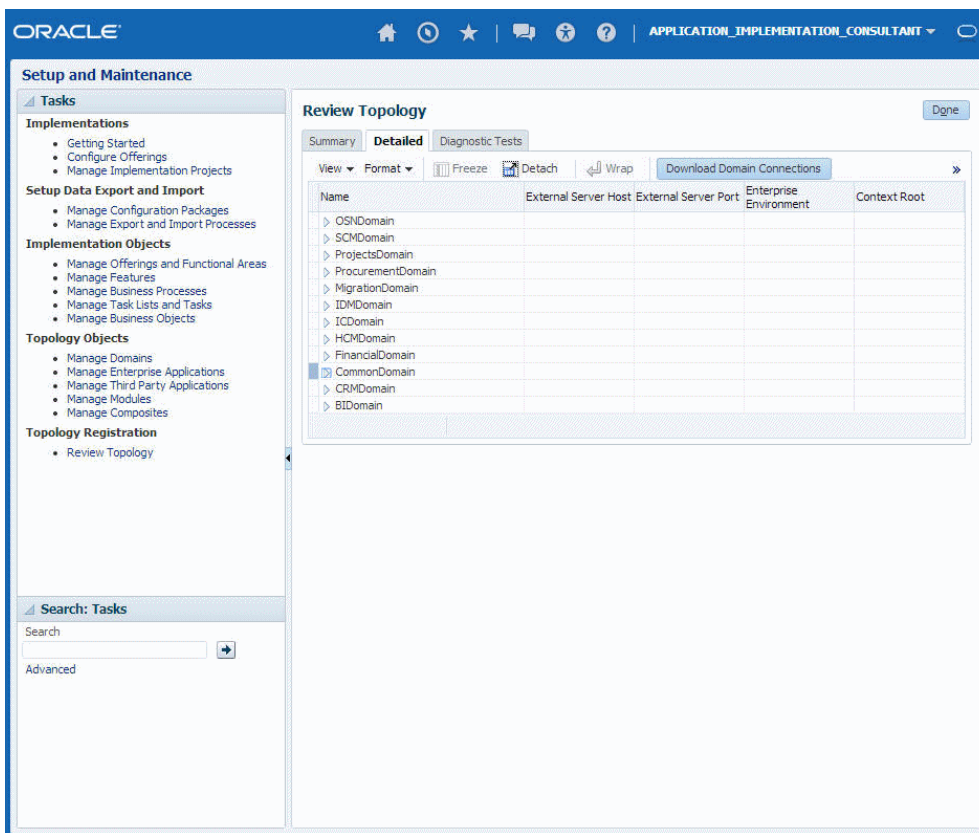 ORACLE
APPLICATION_IMPLEMENTATION_CONSULTANT
Setup and Maintenance
Tasks
Implementations
Getting Started
Configure Offerings
Manage Implementation Projects
Setup Data Export and Import
Manage Configuration Packages
Manage Export and Import Processes
Implementation Objects
Manage Offerings and Functional Areas
Manage Features
Manage Business Processes
Manage Task Lists and Tasks
Manage Business Objects
Topology Objects
Manage Domains
Manage Enterprise Applications
Manage Third Party Applications
Manage Modules
Manage Composites
Topology Registration
Review Topology
Search: Tasks
Search
Advanced
Review Topology
Done
Summary Detailed Diagnostic Tests
View Format Freeze Detach Wrap Download Domain Connections »
Name External Server Host External Server Port Enterprise Environment Context Root
OSNDomain
SCMDomain
ProjectsDomain
ProcurementDomain
MigrationDomain
IDMDomain
ICDomain
HCMDomain
FinancialDomain
CommonDomain
CRMDomain
BIDomain